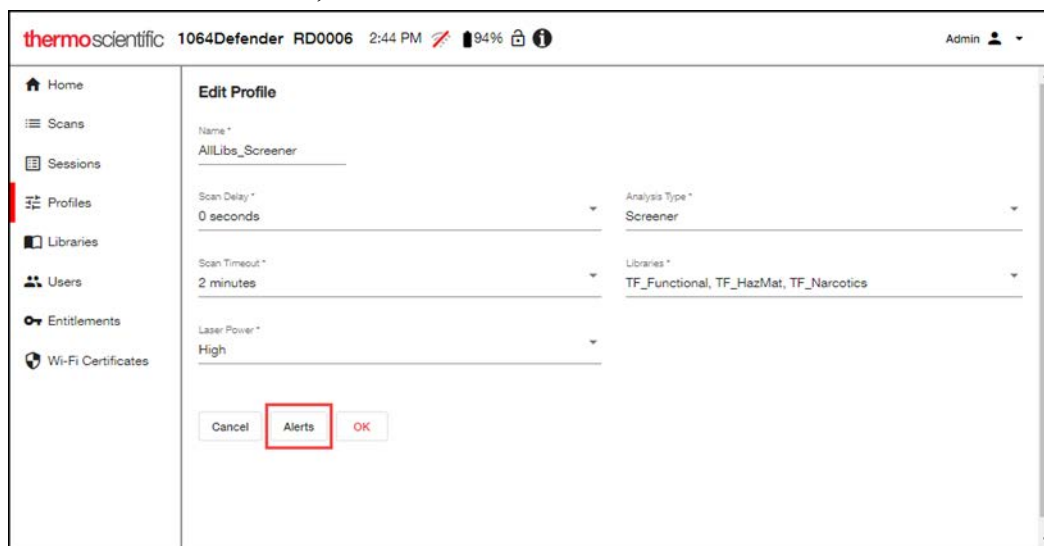 thermoscientific 1064Defender RD0006 2:44 PM 94% Admin
Home
Scans
Sessions
Profiles
Libraries
Users
Entitlements
Wi-Fi Certificates
Edit Profile
Name *
AllLibs_Screener
Scan Delay *
0 seconds
Analysis Type *
Screener
Scan Timeout *
2 minutes
Libraries *
TF_Functional, TF_HazMat, TF_Narcotics
Laser Power *
High
Cancel Alerts OK